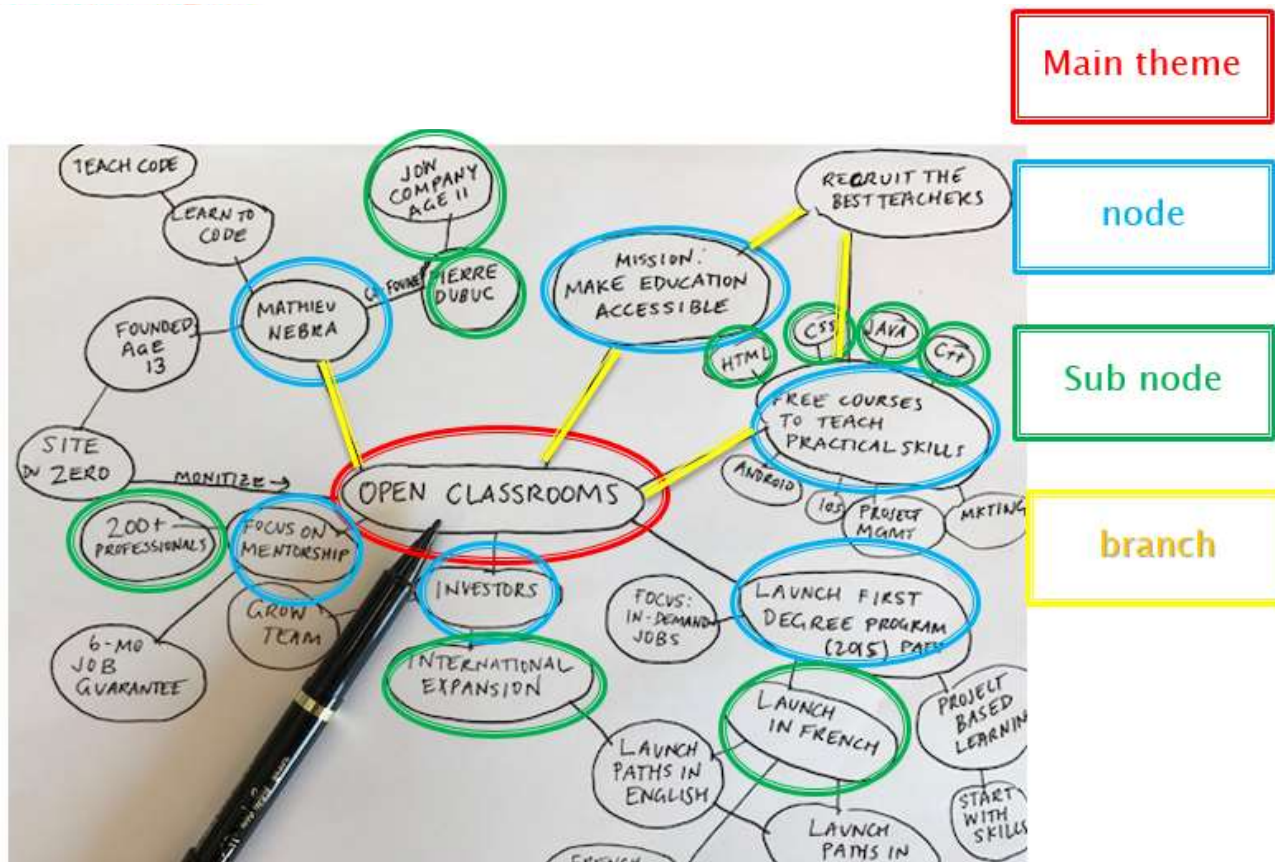 Main theme
node
Sub node
branch
TEACH CODE
LEARN TO
CODE
JOIN
COMPANY
AGE 11
PIERRE
DUBUC
MATHIEU
NEBRA
FOUNDED
AGE
13
SITE
DU ZERO
MONITIZE →
RECRUIT THE
BEST TEACHERS
MISSION:
MAKE EDUCATION
ACCESSIBLE
HTML
CSS
JAVA
C++
FREE COURSES
TO TEACH
PRACTICAL SKILLS
ANDROID
IOS
PROJECT
MGMT
MKTING
OPEN CLASSROOMS
200+
PROFESSIONALS
FOCUS ON
MENTORSHIP
6-MO
JOB
GUARANTEE
GROW
TEAM
INVESTORS
INTERNATIONAL
EXPANSION
FOCUS:
IN-DEMAND
JOBS
LAUNCH FIRST
DEGREE PROGRAM
(2015) PATH
LAUNCH
IN FRENCH
LAUNCH
PATHS IN
ENGLISH
LAUNCH
PATHS IN
PROJECT
BASED
LEARNING
START
WITH
SKILLS